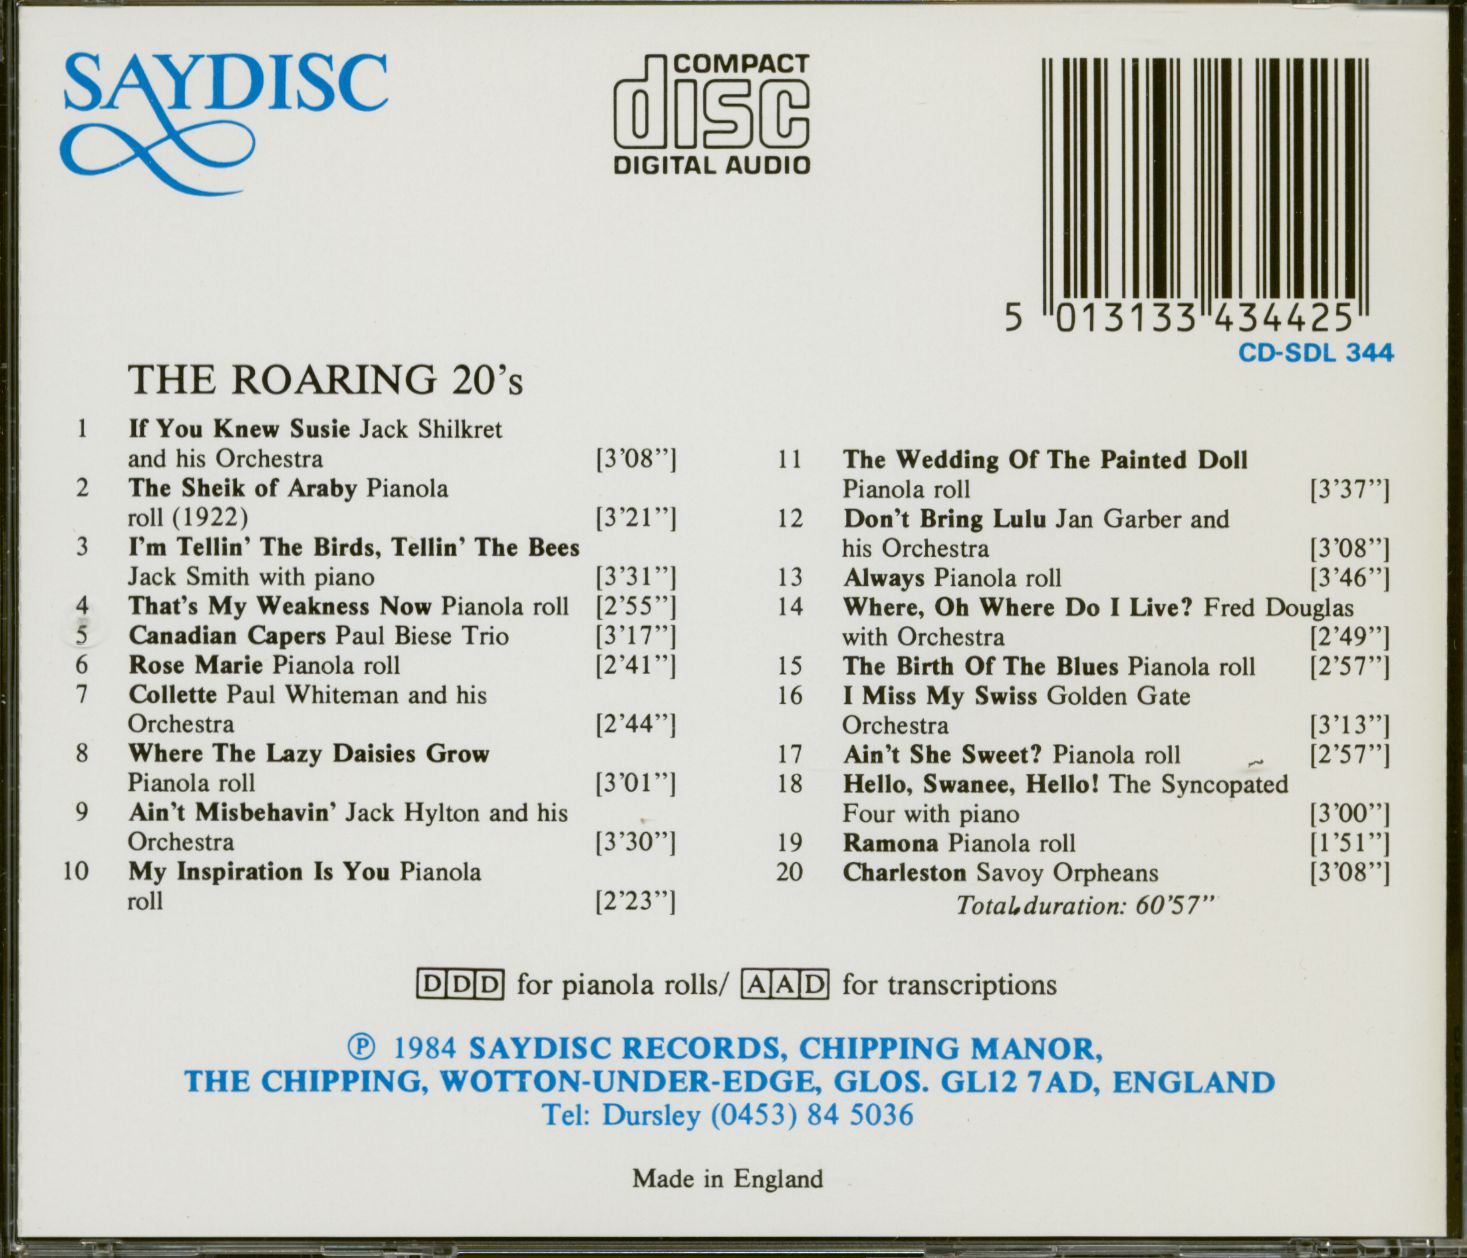 SAYDISC
COMPACT
disc
DIGITAL AUDIO
5 013133 434425
CD-SDL 344
THE ROARING 20's
1 If You Knew Susie Jack Shilkret
and his Orchestra [3'08”]
2 The Sheik of Araby Pianola
roll (1922) [3'21”]
3 I'm Tellin' The Birds, Tellin' The Bees
Jack Smith with piano [3'31”]
4 That's My Weakness Now Pianola roll [2'55”]
5 Canadian Capers Paul Biese Trio [3'17”]
6 Rose Marie Pianola roll [2'41”]
7 Collette Paul Whiteman and his
Orchestra [2'44”]
8 Where The Lazy Daisies Grow
Pianola roll [3'01”]
9 Ain't Misbehavin' Jack Hylton and his
Orchestra [3'30”]
10 My Inspiration Is You Pianola
roll [2'23”]
11 The Wedding Of The Painted Doll
Pianola roll [3'37”]
12 Don't Bring Lulu Jan Garber and
his Orchestra [3'08”]
13 Always Pianola roll [3'46”]
14 Where, Oh Where Do I Live? Fred Douglas
with Orchestra [2'49”]
15 The Birth Of The Blues Pianola roll [2'57”]
16 I Miss My Swiss Golden Gate
Orchestra [3'13”]
17 Ain't She Sweet? Pianola roll [2'57”]
18 Hello, Swanee, Hello! The Syncopated
Four with piano [3'00”]
19 Ramona Pianola roll [1'51”]
20 Charleston Savoy Orpheans [3'08”]
Total duration: 60'57”
DDD for pianola rolls/ AAD for transcriptions
℗ 1984 SAYDISC RECORDS, CHIPPING MANOR,
THE CHIPPING, WOTTON-UNDER-EDGE, GLOS. GL12 7AD, ENGLAND
Tel: Dursley (0453) 84 5036
Made in England